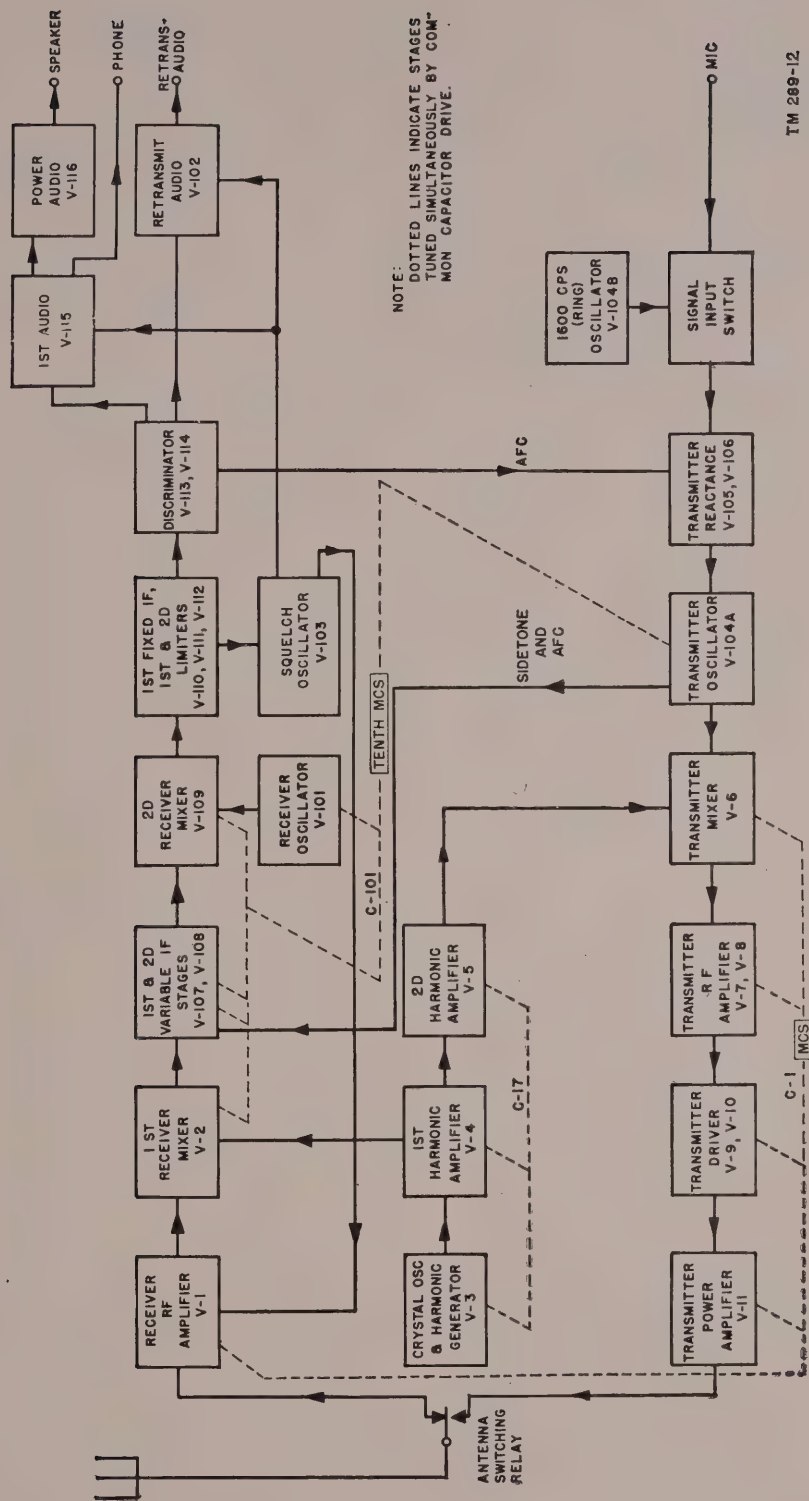 POWER
AUDIO
V-116
SPEAKER
PHONE
1ST AUDIO
V-115
RETRANSMIT
AUDIO
V-102
RETRANS-
AUDIO
RECEIVER
RF
AMPLIFIER
V-1
1 ST
RECEIVER
MIXER
V-2
1ST & 2D
VARIABLE IF
STAGES
V-107, V-108
2D
RECEIVER
MIXER
V-109
1ST FIXED IF,
1ST & 2D
LIMITERS
V-110, V-111, V-112
DISCRIMINATOR
V-113, V-114
RECEIVER
OSCILLATOR
V-101
SQUELCH
OSCILLATOR
V-103
C-101
TENTH MCS
AFC
NOTE:
DOTTED LINES INDICATE STAGES
TUNED SIMULTANEOUSLY BY COM-
MON CAPACITOR DRIVE.
ANTENNA
SWITCHING
RELAY
CRYSTAL OSC
& HARMONIC
GENERATOR
V-3
1ST
HARMONIC
AMPLIFIER
V-4
2D
HARMONIC
AMPLIFIER
V-5
C-17
SIDETONE
AND
AFC
1600 CPS
(RING)
OSCILLATOR
V-104B
TRANSMITTER
POWER
AMPLIFIER
V-11
TRANSMITTER
DRIVER
V-9, V-10
TRANSMITTER
RF
AMPLIFIER
V-7, V-8
TRANSMITTER
MIXER
V-6
TRANSMITTER
OSCILLATOR
V-104A
TRANSMITTER
REACTANCE
V-105, V-106
SIGNAL
INPUT
SWITCH
MIC
C-1
MCS
TM 289-12